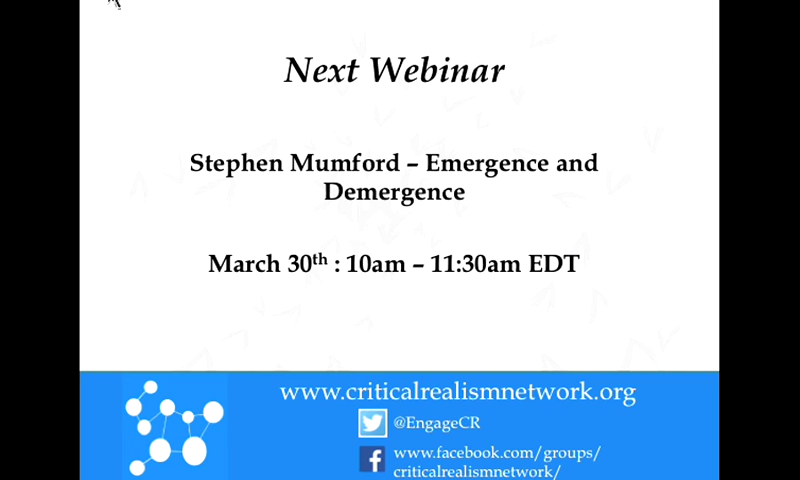 Next Webinar
Stephen Mumford – Emergence and
Demergence
March 30th : 10am – 11:30am EDT
www.criticalrealismnetwork.org
@EngageCR
www.facebook.com/groups/
criticalrealismnetwork/